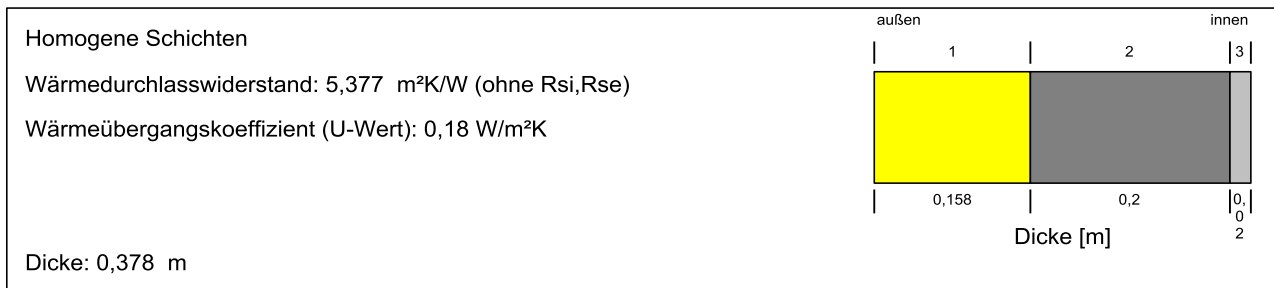 Homogene Schichten
Wärmedurchlasswiderstand: 5,377 m²K/W (ohne Rsi,Rse)
Wärmeübergangskoeffizient (U-Wert): 0,18 W/m²K
Dicke: 0,378 m
außen innen
1 2 3
0,158 0,2 0,
0
2
Dicke [m]